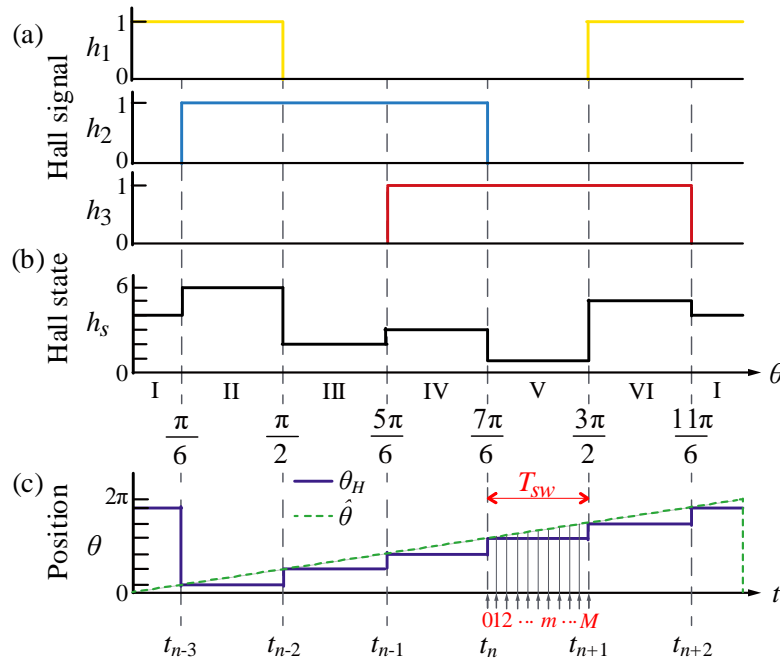 (a)
Hall signal
h1
1
0
h2
1
0
h3
1
0
(b)
Hall state
hs
6
0
θ
I II III IV V VI I
π/6 π/2 5π/6 7π/6 3π/2 11π/6
(c)
Position
θ
2π
0
θH
θ̂
Tsw
t
012 ·· m ·· M
tn-3 tn-2 tn-1 tn tn+1 tn+2